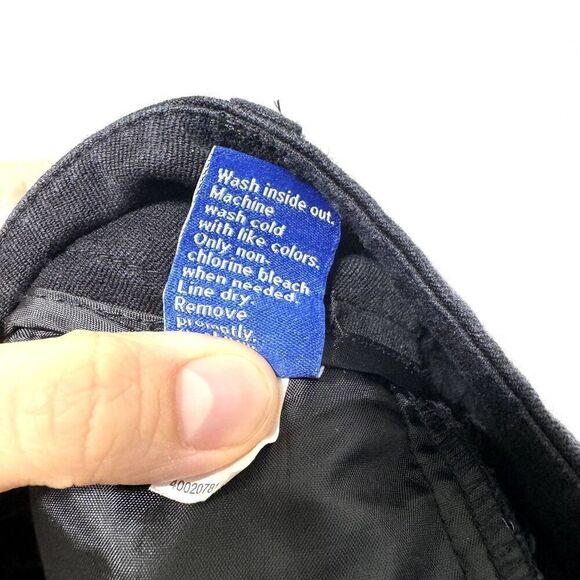 Wash inside out.
Machine
wash cold
with like colors.
Only non-
chlorine bleach
when needed.
Line dry.
Remove
promptly.
4002078